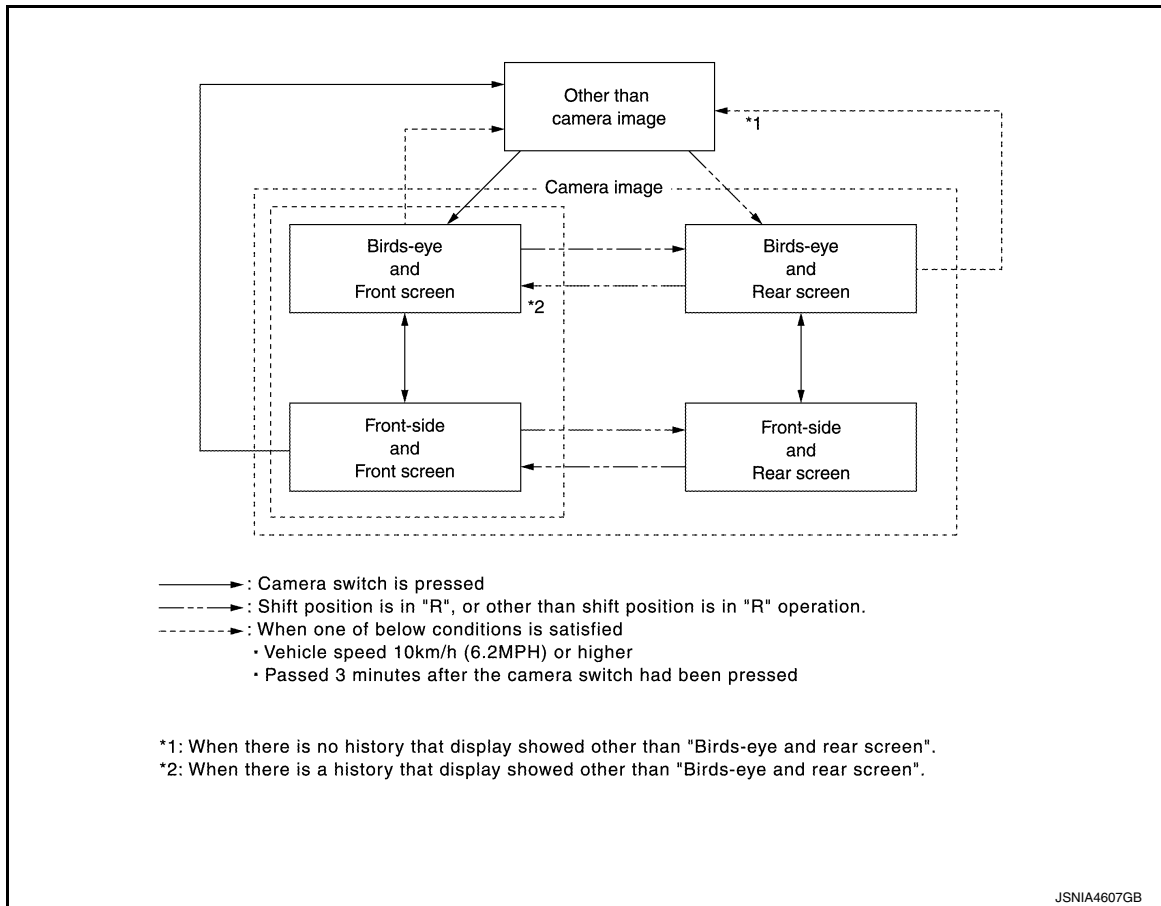 Other than
camera image
*1
Camera image
Birds-eye
and
Front screen
Birds-eye
and
Rear screen
*2
Front-side
and
Front screen
Front-side
and
Rear screen
: Camera switch is pressed
: Shift position is in "R", or other than shift position is in "R" operation.
: When one of below conditions is satisfied
・Vehicle speed 10km/h (6.2MPH) or higher
・Passed 3 minutes after the camera switch had been pressed
*1: When there is no history that display showed other than "Birds-eye and rear screen".
*2: When there is a history that display showed other than "Birds-eye and rear screen".
JSNIA4607GB